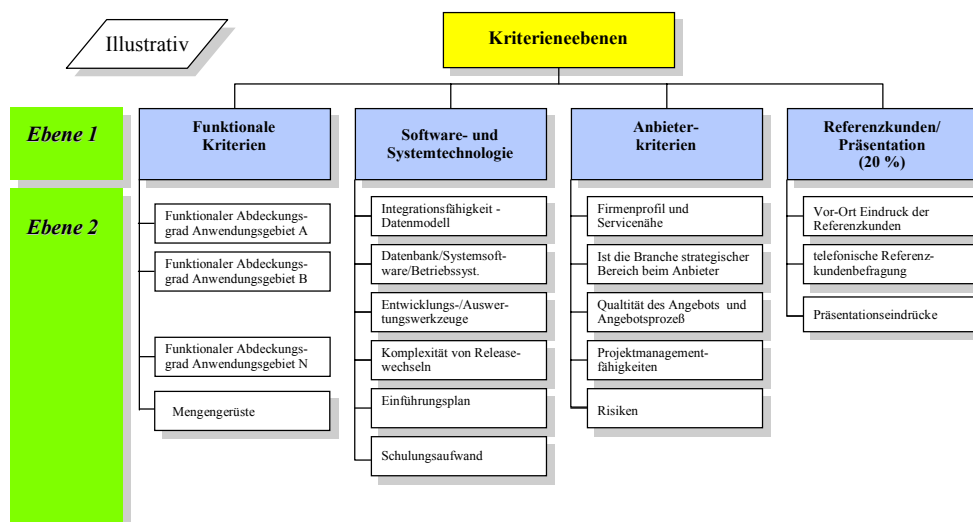 Illustrativ
Kriterieneebenen
Ebene 1
Funktionale
Kriterien
Software- und
Systemtechnologie
Anbieter-
kriterien
Referenzkunden/
Präsentation
(20 %)
Ebene 2
Funktionaler Abdeckungs-
grad Anwendungsgebiet A
Funktionaler Abdeckungs-
grad Anwendungsgebiet B
Funktionaler Abdeckungs-
grad Anwendungsgebiet N
Mengengerüste
Integrationsfähigkeit -
Datenmodell
Datenbank/Systemsoft-
ware/Betriebssyst.
Entwicklungs-/Auswer-
tungswerkzeuge
Komplexität von Release-
wechseln
Einführungsplan
Schulungsaufwand
Firmenprofil und
Servicenähe
Ist die Branche strategischer
Bereich beim Anbieter
Qualtität des Angebots und
Angebotsprozeß
Projektmanagement-
fähigkeiten
Risiken
Vor-Ort Eindruck der
Referenzkunden
telefonische Referenz-
kundenbefragung
Präsentationseindrücke